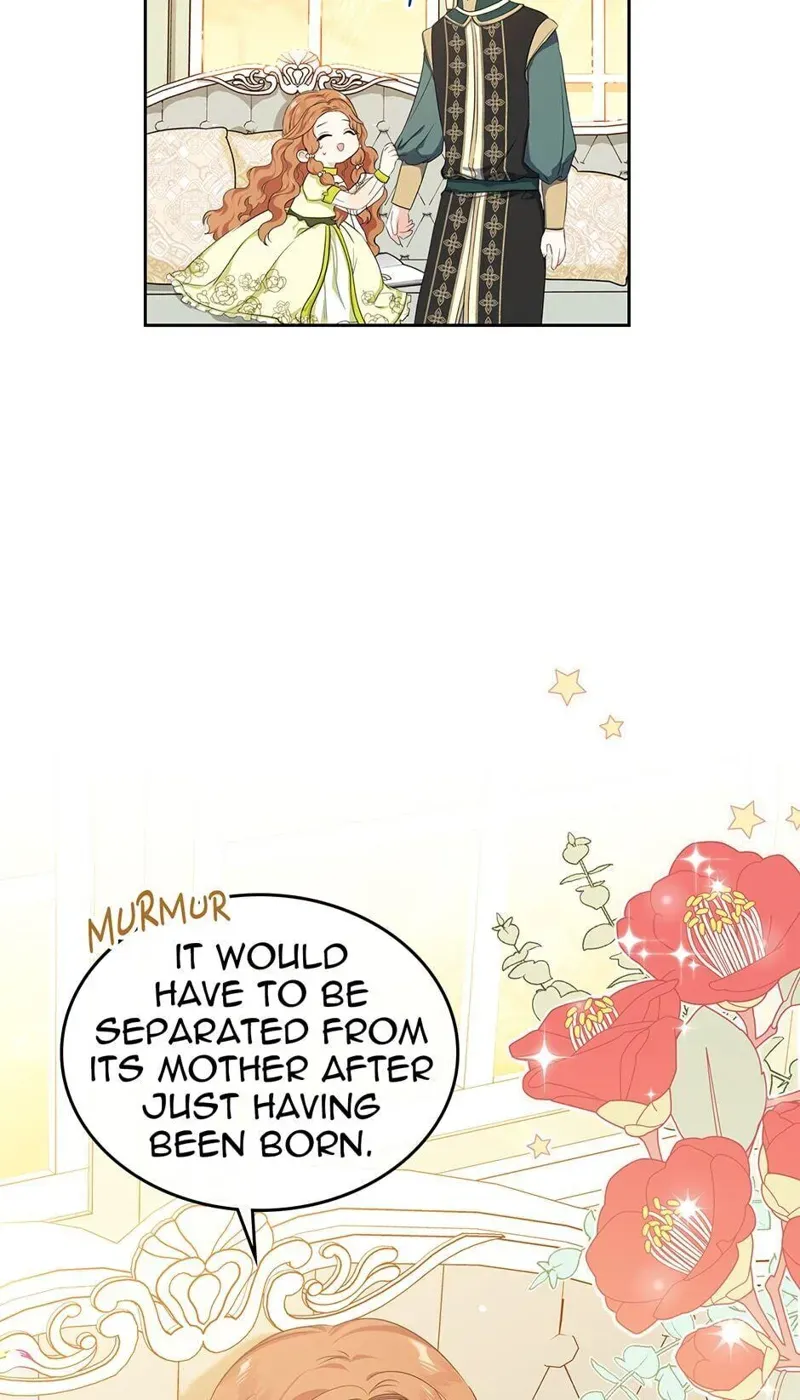 MURMUR
IT WOULD
HAVE TO BE
SEPARATED FROM
ITS MOTHER AFTER
JUST HAVING
BEEN BORN.